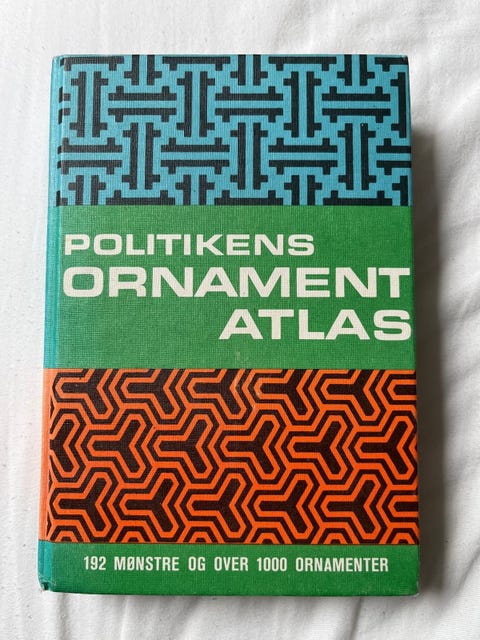 POLITIKENS
ORNAMENT
ATLAS
192 MØNSTRE OG OVER 1000 ORNAMENTER